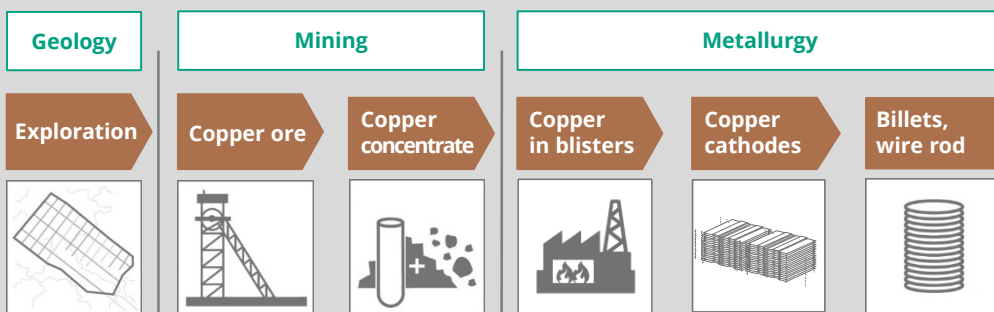 Geology
Mining
Metallurgy
Exploration
Copper ore
Copper
concentrate
Copper
in blisters
Copper
cathodes
Billets,
wire rod